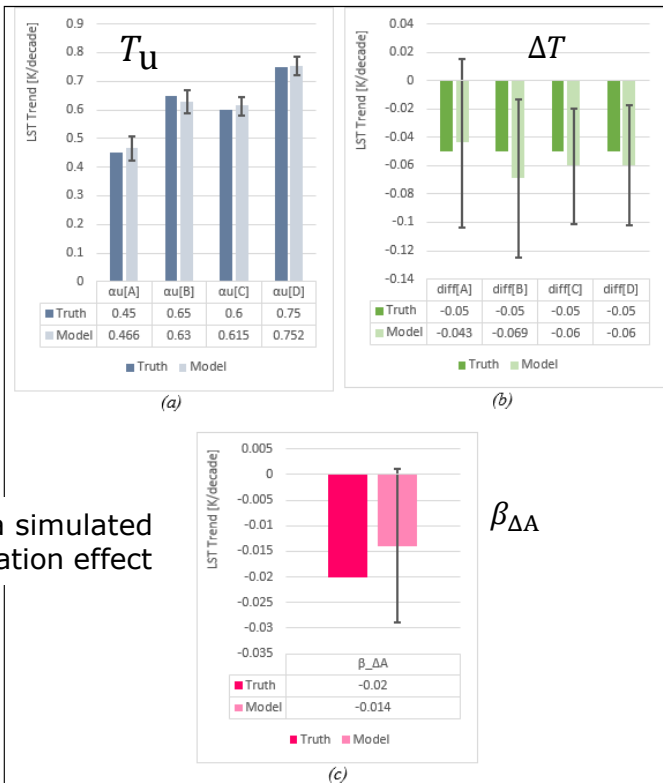 T_u
LST Trend [K/decade]
0.9
0.8
0.7
0.6
0.5
0.4
0.3
0.2
0.1
0
αu[A] αu[B] αu[C] αu[D]
Truth 0.45 0.65 0.6 0.75
Model 0.466 0.63 0.615 0.752
Truth Model
(a)
ΔT
LST Trend [K/decade]
0.04
0.02
0
-0.02
-0.04
-0.06
-0.08
-0.1
-0.12
-0.14
diff[A] diff[B] diff[C] diff[D]
Truth -0.05 -0.05 -0.05 -0.05
Model -0.043 -0.069 -0.06 -0.06
Truth Model
(b)
simulated
ation effect
LST Trend [K/decade]
0.005
0
-0.005
-0.01
-0.015
-0.02
-0.025
-0.03
-0.035
β_ΔA
Truth -0.02
Model -0.014
Truth Model
(c)
β_ΔA